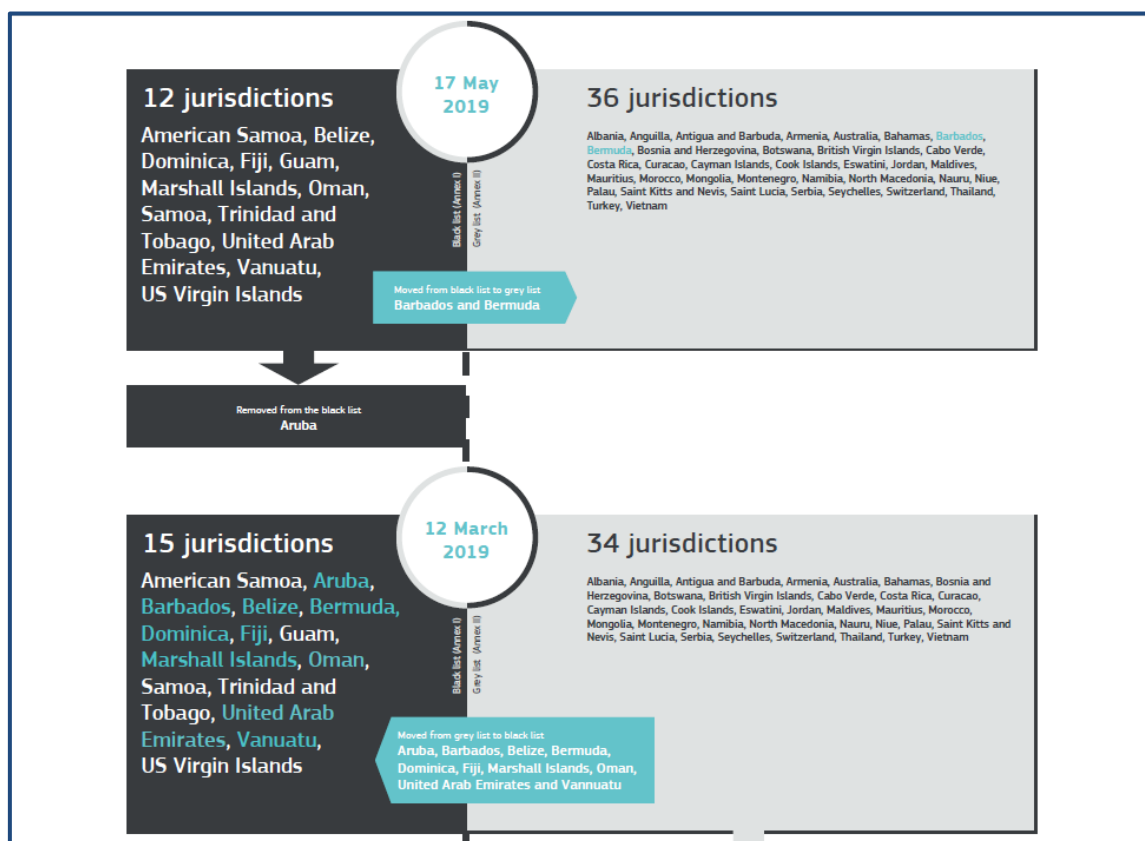 17 May
2019
12 jurisdictions
American Samoa, Belize,
Dominica, Fiji, Guam,
Marshall Islands, Oman,
Samoa, Trinidad and
Tobago, United Arab
Emirates, Vanuatu,
US Virgin Islands
Black list (Annex I)
Grey list (Annex II)
36 jurisdictions
Albania, Anguilla, Antigua and Barbuda, Armenia, Australia, Bahamas, Barbados,
Bermuda, Bosnia and Herzegovina, Botswana, British Virgin Islands, Cabo Verde,
Costa Rica, Curacao, Cayman Islands, Cook Islands, Eswatini, Jordan, Maldives,
Mauritius, Morocco, Mongolia, Montenegro, Namibia, North Macedonia, Nauru, Niue,
Palau, Saint Kitts and Nevis, Saint Lucia, Serbia, Seychelles, Switzerland, Thailand,
Turkey, Vietnam
Moved from black list to grey list
Barbados and Bermuda
Removed from the black list
Aruba
12 March
2019
15 jurisdictions
American Samoa, Aruba,
Barbados, Belize, Bermuda,
Dominica, Fiji, Guam,
Marshall Islands, Oman,
Samoa, Trinidad and
Tobago, United Arab
Emirates, Vanuatu,
US Virgin Islands
Black list (Annex I)
Grey list (Annex II)
34 jurisdictions
Albania, Anguilla, Antigua and Barbuda, Armenia, Australia, Bahamas, Bosnia and
Herzegovina, Botswana, British Virgin Islands, Cabo Verde, Costa Rica, Curacao,
Cayman Islands, Cook Islands, Eswatini, Jordan, Maldives, Mauritius, Morocco,
Mongolia, Montenegro, Namibia, North Macedonia, Nauru, Niue, Palau, Saint Kitts and
Nevis, Saint Lucia, Serbia, Seychelles, Switzerland, Thailand, Turkey, Vietnam
Moved from grey list to black list
Aruba, Barbados, Belize, Bermuda,
Dominica, Fiji, Marshall Islands, Oman,
United Arab Emirates and Vannuatu